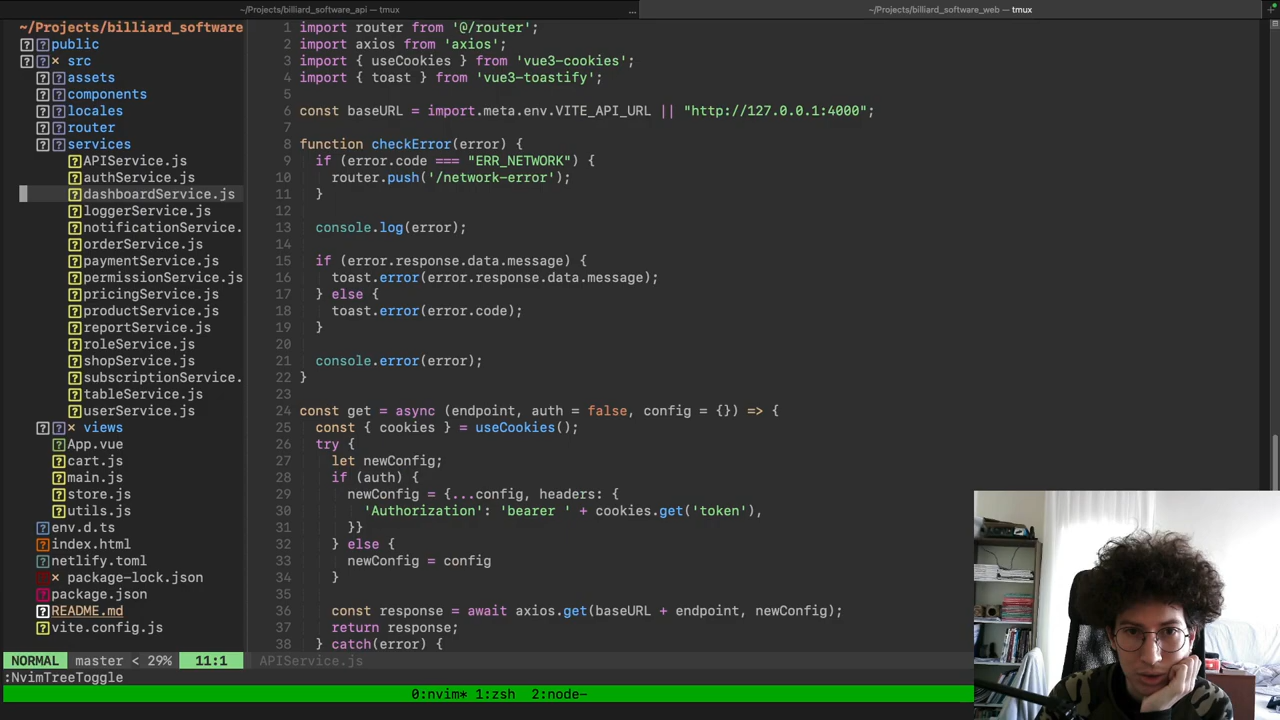 ~/Projects/billiard_software_api — tmux
~/Projects/billiard_software_web — tmux
~/Projects/billiard_software
public
src
assets
components
locales
router
services
APIService.js
authService.js
dashboardService.js
loggerService.js
notificationService.
orderService.js
paymentService.js
permissionService.js
pricingService.js
productService.js
reportService.js
roleService.js
shopService.js
subscriptionService.
tableService.js
userService.js
views
App.vue
cart.js
main.js
store.js
utils.js
env.d.ts
index.html
netlify.toml
package-lock.json
package.json
README.md
vite.config.js
1 import router from '@/router';
2 import axios from 'axios';
3 import { useCookies } from 'vue3-cookies';
4 import { toast } from 'vue3-toastify';
5
6 const baseURL = import.meta.env.VITE_API_URL || "http://127.0.0.1:4000";
7
8 function checkError(error) {
9 if (error.code === "ERR_NETWORK") {
10 router.push('/network-error');
11 }
12
13 console.log(error);
14
15 if (error.response.data.message) {
16 toast.error(error.response.data.message);
17 } else {
18 toast.error(error.code);
19 }
20
21 console.error(error);
22 }
23
24 const get = async (endpoint, auth = false, config = {}) => {
25 const { cookies } = useCookies();
26 try {
27 let newConfig;
28 if (auth) {
29 newConfig = {...config, headers: {
30 'Authorization': 'bearer ' + cookies.get('token'),
31 }}
32 } else {
33 newConfig = config
34 }
35
36 const response = await axios.get(baseURL + endpoint, newConfig);
37 return response;
38 } catch(error) {
NORMAL master < 29% 11:1 APIService.js
:NvimTreeToggle
0:nvim* 1:zsh 2:node-